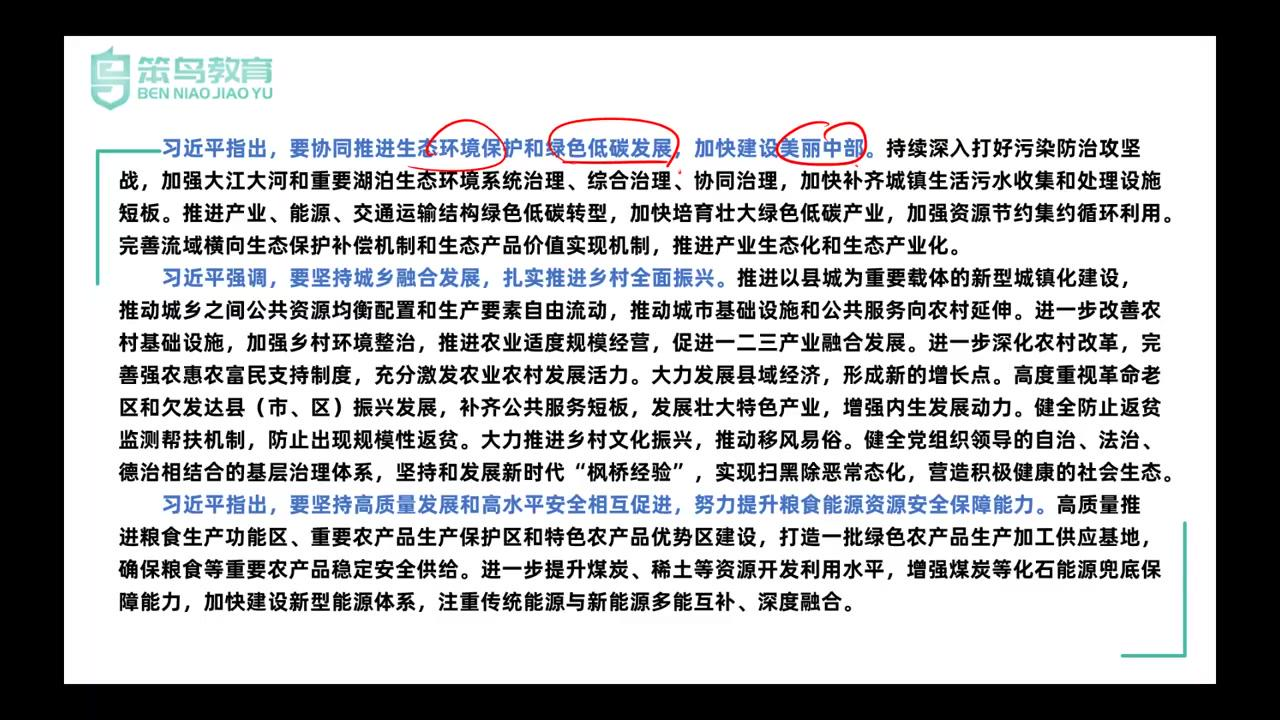 笨鸟教育
BEN NIAO JIAO YU
习近平指出，要协同推进生态环境保护和绿色低碳发展，加快建设美丽中部。持续深入打好污染防治攻坚
战，加强大江大河和重要湖泊生态环境系统治理、综合治理、协同治理，加快补齐城镇生活污水收集和处理设施
短板。推进产业、能源、交通运输结构绿色低碳转型，加快培育壮大绿色低碳产业，加强资源节约集约循环利用。
完善流域横向生态保护补偿机制和生态产品价值实现机制，推进产业生态化和生态产业化。
习近平强调，要坚持城乡融合发展，扎实推进乡村全面振兴。推进以县城为重要载体的新型城镇化建设，
推动城乡之间公共资源均衡配置和生产要素自由流动，推动城市基础设施和公共服务向农村延伸。进一步改善农
村基础设施，加强乡村环境整治，推进农业适度规模经营，促进一二三产业融合发展。进一步深化农村改革，完
善强农惠农富民支持制度，充分激发农业农村发展活力。大力发展县域经济，形成新的增长点。高度重视革命老
区和欠发达县（市、区）振兴发展，补齐公共服务短板，发展壮大特色产业，增强内生发展动力。健全防止返贫
监测帮扶机制，防止出现规模性返贫。大力推进乡村文化振兴，推动移风易俗。健全党组织领导的自治、法治、
德治相结合的基层治理体系，坚持和发展新时代“枫桥经验”，实现扫黑除恶常态化，营造积极健康的社会生态。
习近平指出，要坚持高质量发展和高水平安全相互促进，努力提升粮食能源资源安全保障能力。高质量推
进粮食生产功能区、重要农产品生产保护区和特色农产品优势区建设，打造一批绿色农产品生产加工供应基地，
确保粮食等重要农产品稳定安全供给。进一步提升煤炭、稀土等资源开发利用水平，增强煤炭等化石能源兜底保
障能力，加快建设新型能源体系，注重传统能源与新能源多能互补、深度融合。